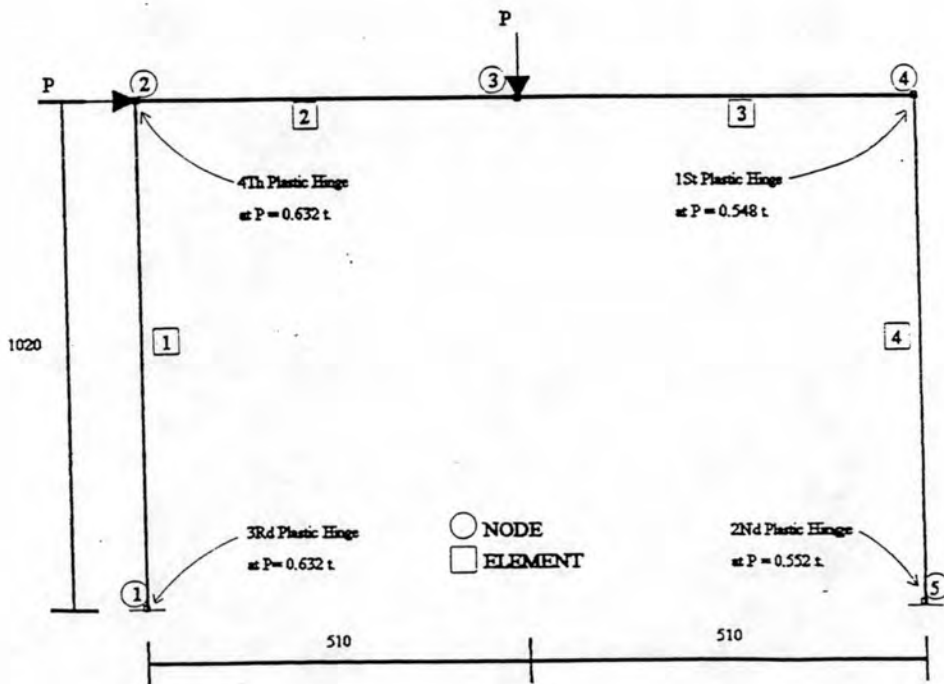 P
P
2
3
4
2
3
4Th Plastic Hinge
at P = 0.632 t.
1St Plastic Hinge
at P = 0.548 t.
1
4
1020
3Rd Plastic Hinge
at P = 0.632 t.
NODE
ELEMENT
2Nd Plastic Hinge
at P = 0.552 t.
1
5
510
510